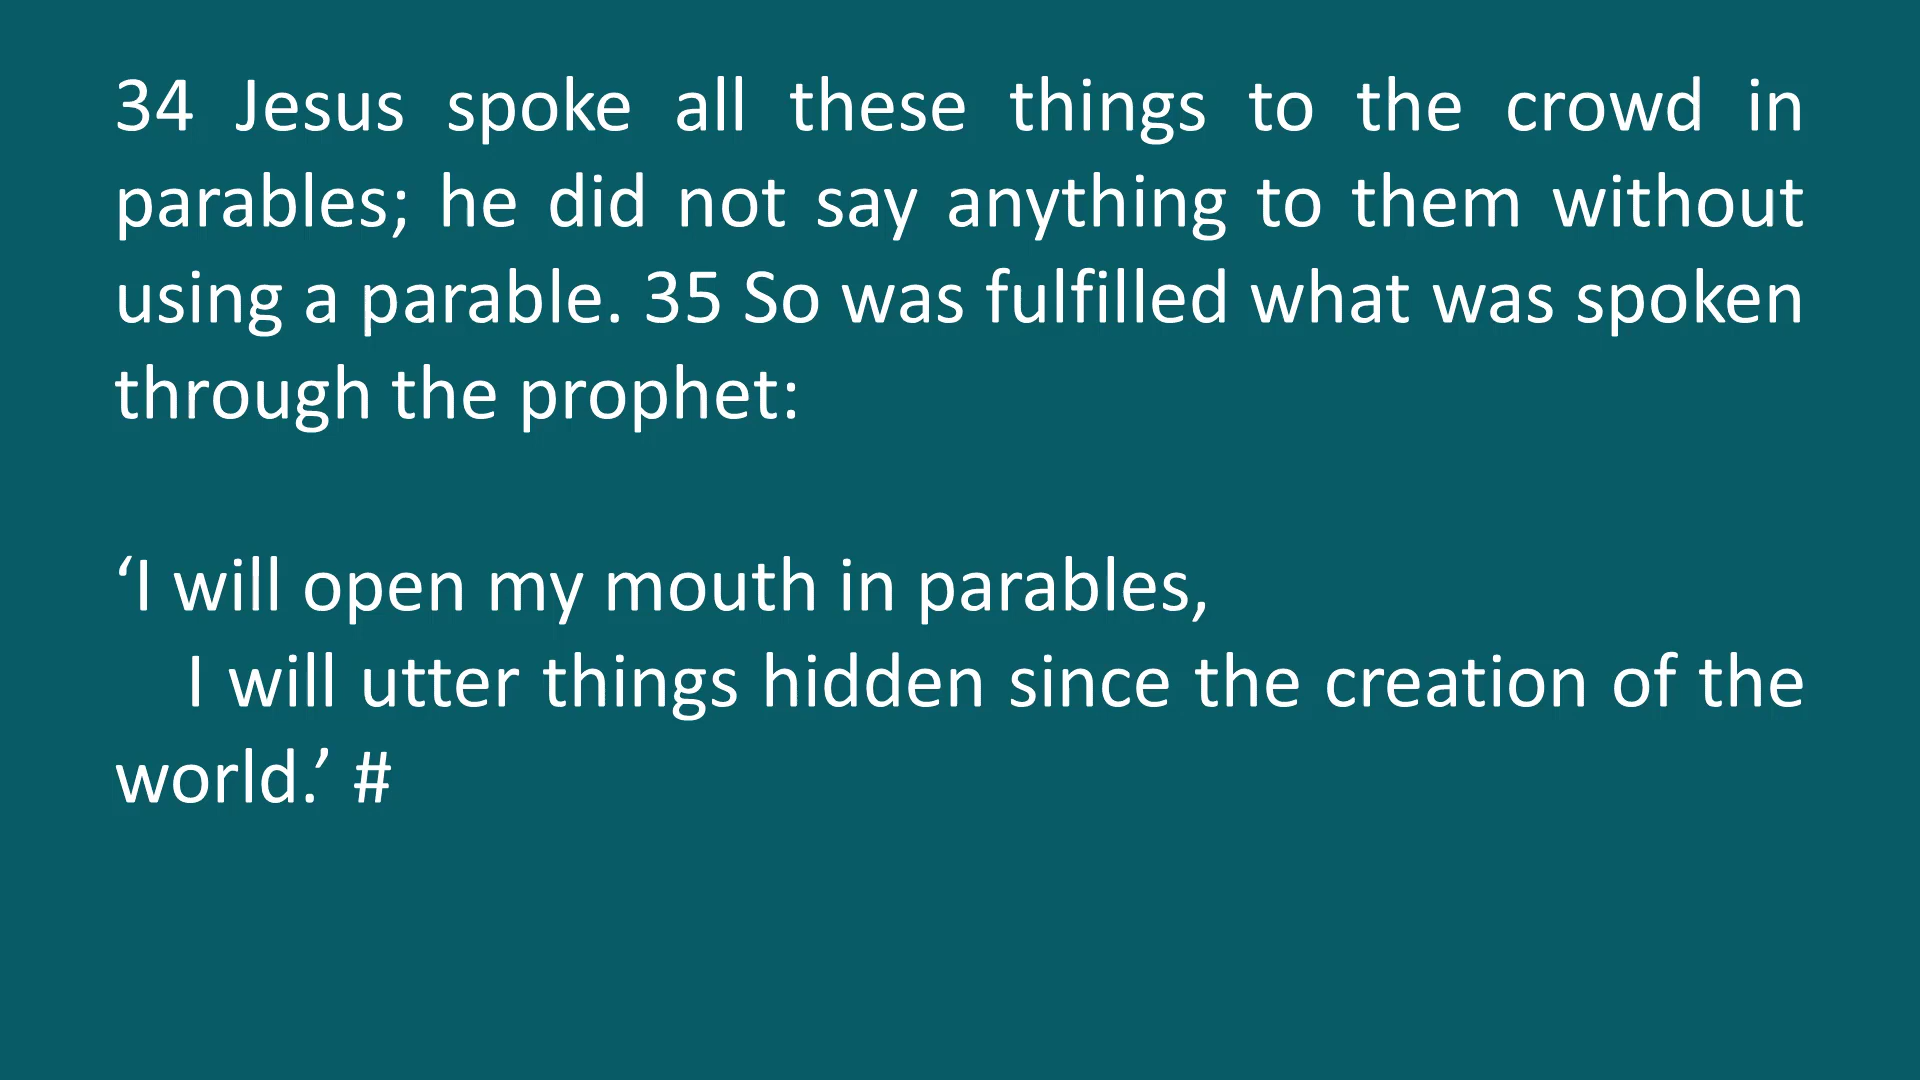 34 Jesus spoke all these things to the crowd in
parables; he did not say anything to them without
using a parable. 35 So was fulfilled what was spoken
through the prophet:
‘I will open my mouth in parables,
I will utter things hidden since the creation of the
world.’ #